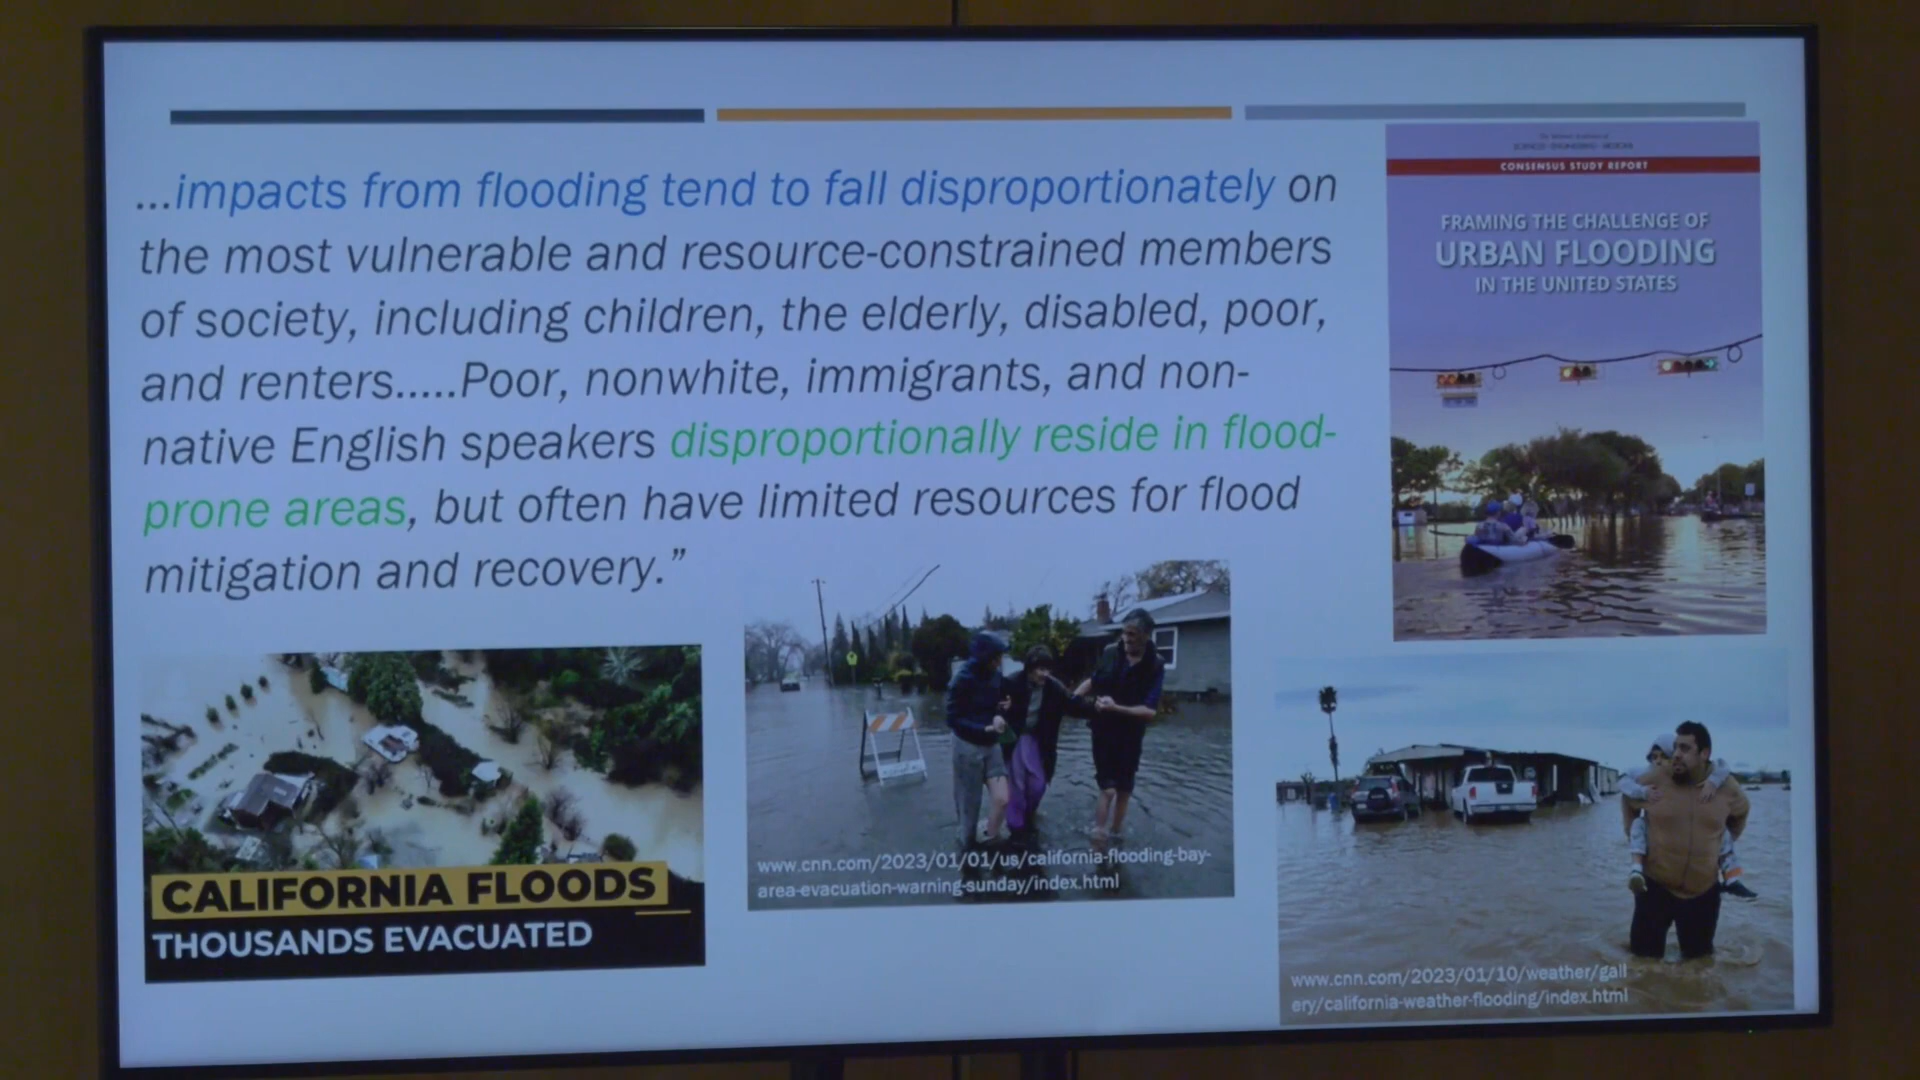 ...impacts from flooding tend to fall disproportionately on
the most vulnerable and resource-constrained members
of society, including children, the elderly, disabled, poor,
and renters.....Poor, nonwhite, immigrants, and non-
native English speakers disproportionally reside in flood-
prone areas, but often have limited resources for flood
mitigation and recovery.”
CONSENSUS STUDY REPORT
FRAMING THE CHALLENGE OF
URBAN FLOODING
IN THE UNITED STATES
CALIFORNIA FLOODS
THOUSANDS EVACUATED
www.cnn.com/2023/01/01/us/california-flooding-bay-
area-evacuation-warning-sunday/index.html
www.cnn.com/2023/01/10/weather/gall
ery/california-weather-flooding/index.html